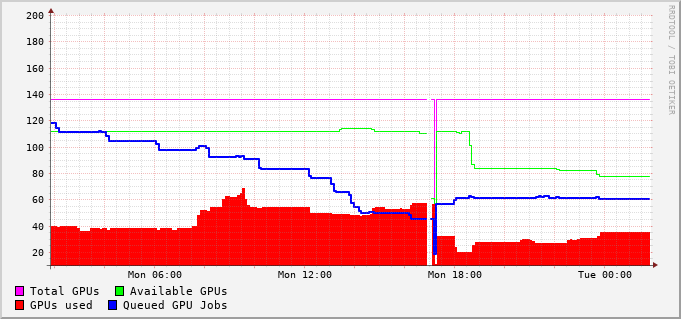 200
180
160
140
120
100
80
60
40
20
Mon 06:00 Mon 12:00 Mon 18:00 Tue 00:00
Total GPUs Available GPUs
GPUs used Queued GPU Jobs
RRDTOOL / TOBI OETIKER